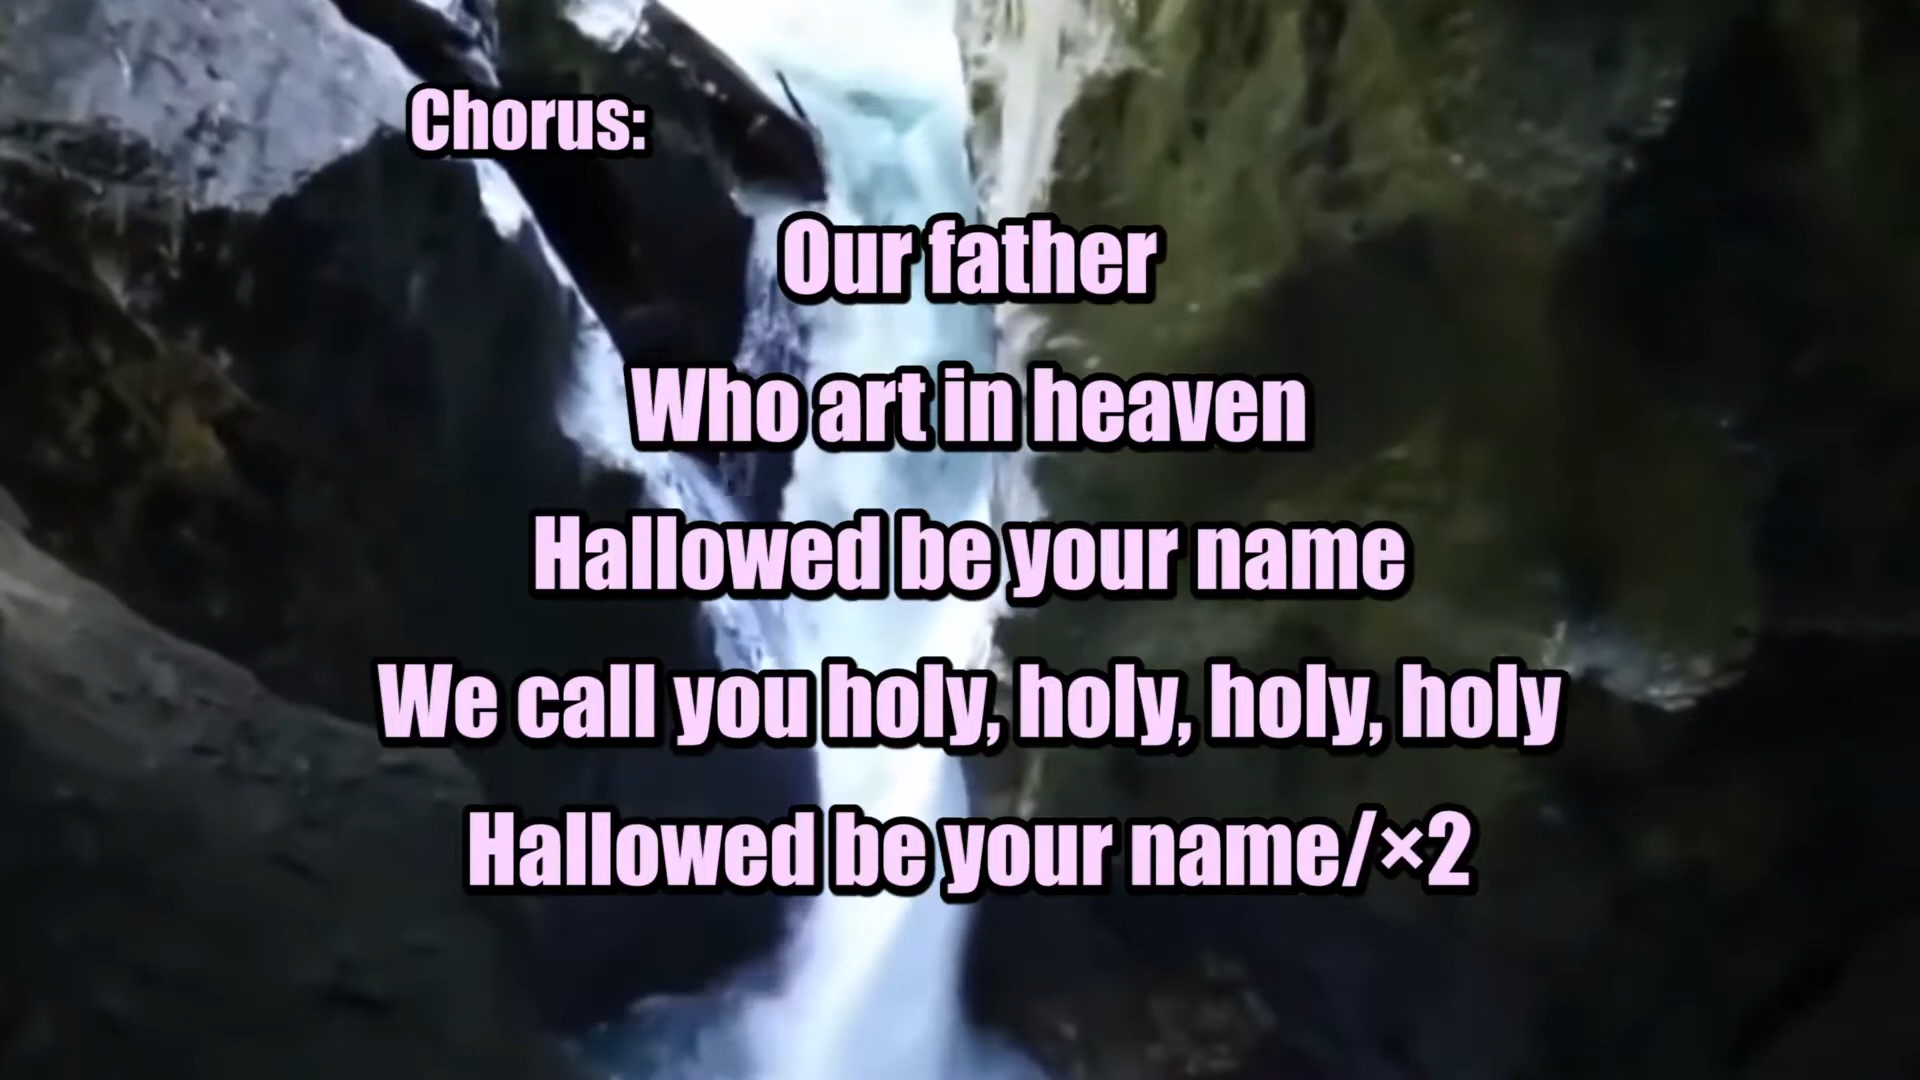 Chorus:
Our father
Who art in heaven
Hallowed be your name
We call you holy, holy, holy, holy
Hallowed be your name/×2